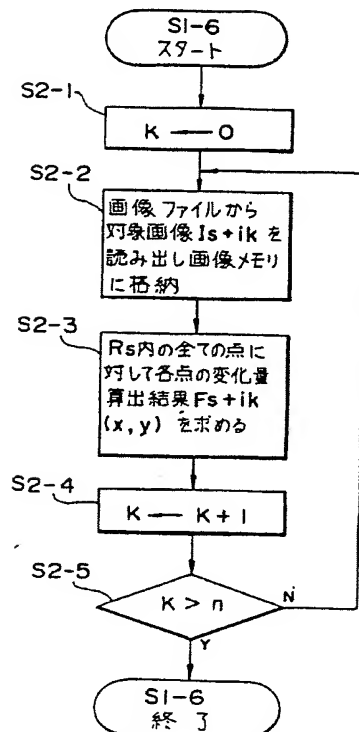 S1-6
スタート
S2-1
K ← 0
S2-2
画像ファイルから
対象画像 Is+ik を
読み出し画像メモリ
に格納
S2-3
Rs内の全ての点に
対して各点の変化量
算出結果 Fs+ik
(x,y) を求める
S2-4
K ← K+1
S2-5
K > n
N
Y
S1-6
終了